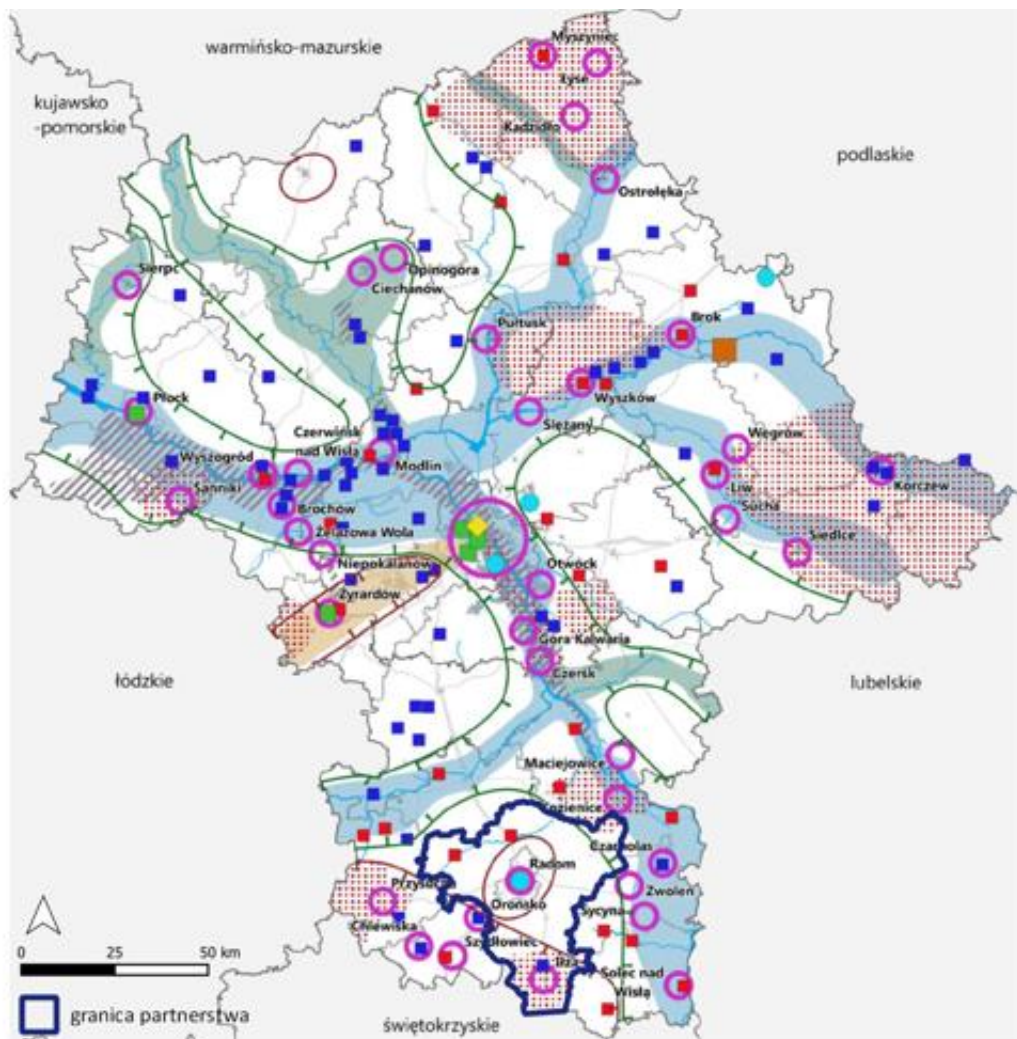 warmińsko-mazurskie
Myszyniec
Łyse
kujawsko
-pomorskie
Kadzidło
podlaskie
Ostrołęka
Sierpc
Opinogóra
Ciechanów
Pułtusk
Brok
Płock
Wyszków
Ślężany
Czerwińsk
nad Wisłą
Węgrów
Wyszogród
Modlin
Sanniki
Liw
Korczew
Brochów
Sucha
Żelazowa Wola
Siedlce
Niepokalanów
Otwock
Żyrardów
Góra Kalwaria
Czersk
łódzkie
lubelskie
Maciejowice
Kozienice
Czarnolas
Radom
Przysucha
Zwoleń
Orońsko
Sycyna
Chlewiska
Szydłowiec
Iłża
0 25 50 km
Solec nad
Wisłą
granica partnerstwa
świętokrzyskie